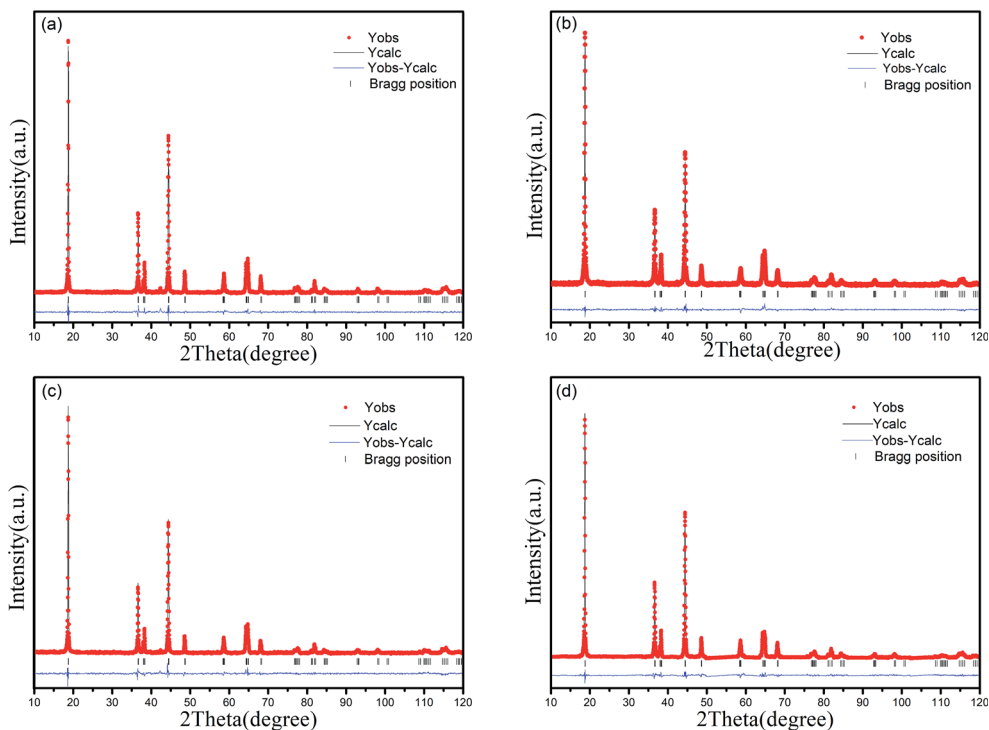 (a)
Yobs
Ycalc
Yobs-Ycalc
Bragg position
Intensity(a.u.)
10 20 30 40 50 60 70 80 90 100 110 120
2Theta(degree)
(b)
Yobs
Ycalc
Yobs-Ycalc
Bragg position
Intensity(a.u.)
10 20 30 40 50 60 70 80 90 100 110 120
2Theta(degree)
(c)
Yobs
Ycalc
Yobs-Ycalc
Bragg position
Intensity(a.u.)
10 20 30 40 50 60 70 80 90 100 110 120
2Theta(degree)
(d)
Yobs
Ycalc
Yobs-Ycalc
Bragg position
Intensity(a.u.)
10 20 30 40 50 60 70 80 90 100 110 120
2Theta(degree)